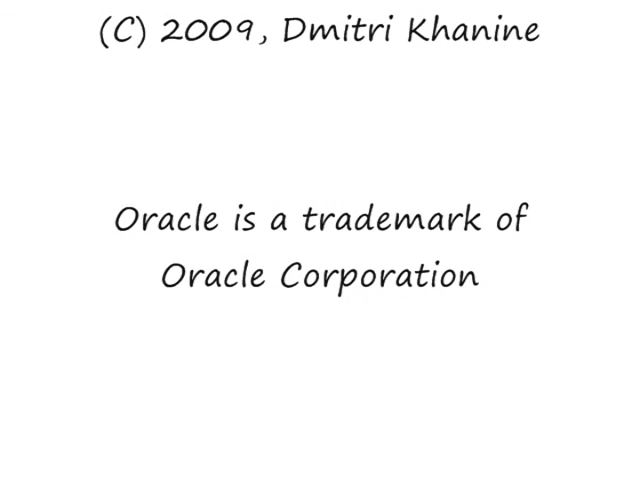 (C) 2009, Dmitri Khanine
Oracle is a trademark of
Oracle Corporation